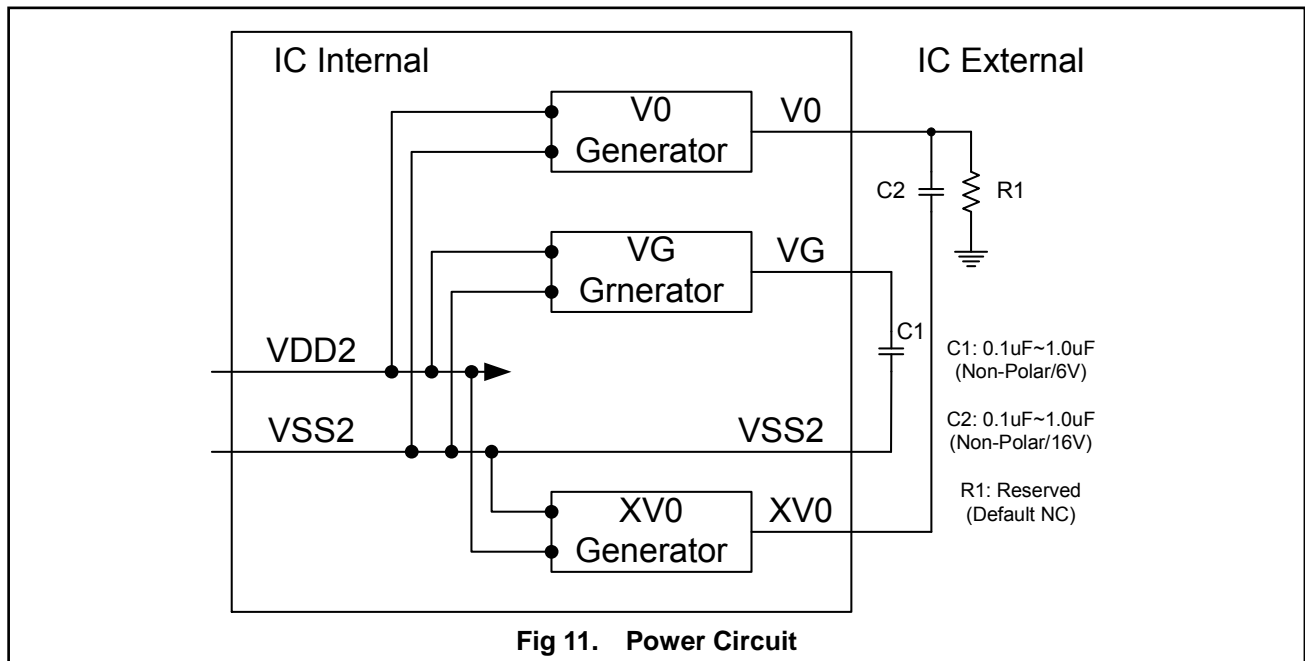 IC Internal
IC External
V0
Generator
V0
C2
R1
VG
Grnerator
VG
C1
VDD2
C1: 0.1uF~1.0uF
(Non-Polar/6V)
VSS2
VSS2
C2: 0.1uF~1.0uF
(Non-Polar/16V)
R1: Reserved
(Default NC)
XV0
Generator
XV0
Fig 11. Power Circuit